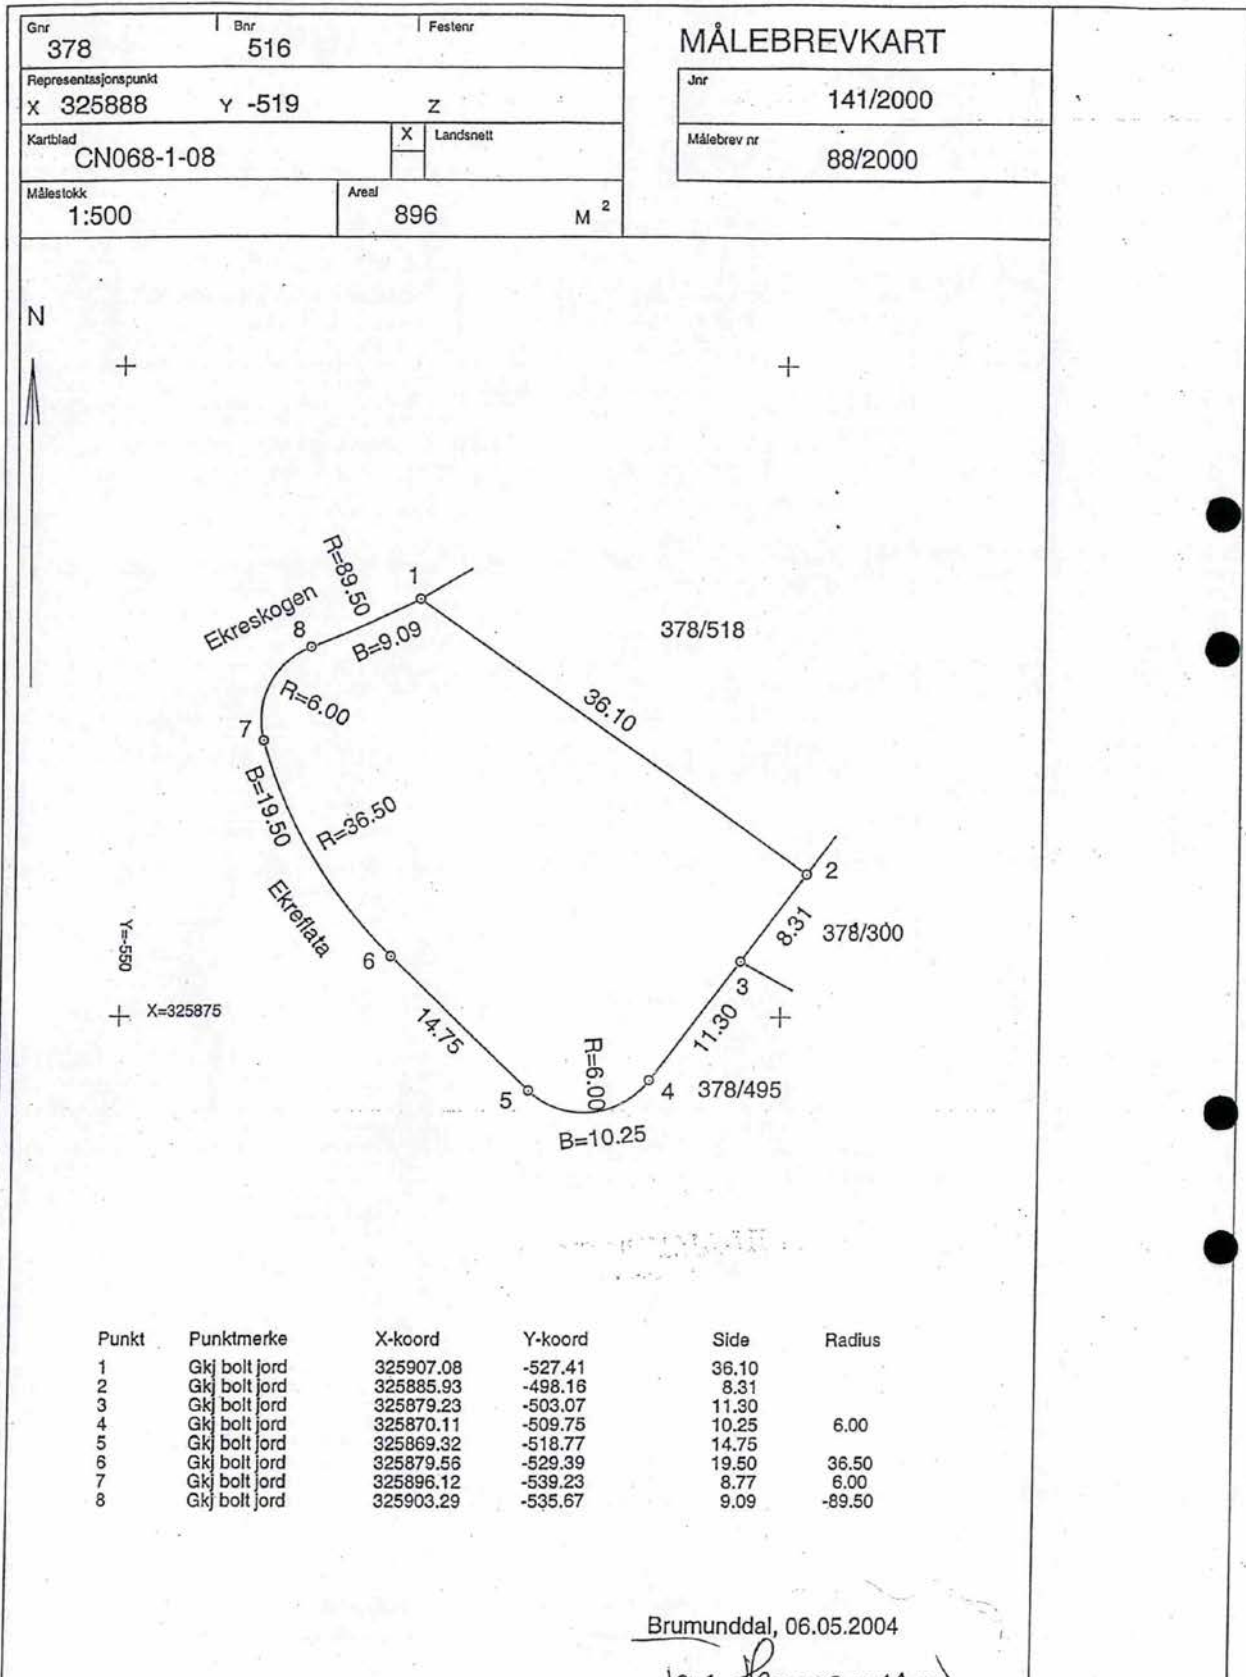 Gnr Bnr Festenr
378 516
MÅLEBREVKART
Representasjonspunkt
X 325888 Y -519 Z
Jnr
141/2000
Kartblad X Landsnett
CN068-1-08
Målebrev nr
88/2000
Målestokk Areal
1:500 896 M 2
N
R=89.50
1
Ekreskogen
8
B=9.09
378/518
R=6.00
36.10
7
B=19.50
R=36.50
2
Ekreflata
8.31
378/300
Y=-550
6
3
X=325875
14.75
11.30
R=6.00
5
4
378/495
B=10.25
Punkt Punktmerke X-koord Y-koord Side Radius
1 Gkj bolt jord 325907.08 -527.41 36.10
2 Gkj bolt jord 325885.93 -498.16 8.31
3 Gkj bolt jord 325879.23 -503.07 11.30
4 Gkj bolt jord 325870.11 -509.75 10.25 6.00
5 Gkj bolt jord 325869.32 -518.77 14.75
6 Gkj bolt jord 325879.56 -529.39 19.50 36.50
7 Gkj bolt jord 325896.12 -539.23 8.77 6.00
8 Gkj bolt jord 325903.29 -535.67 9.09 -89.50
Brumunddal, 06.05.2004